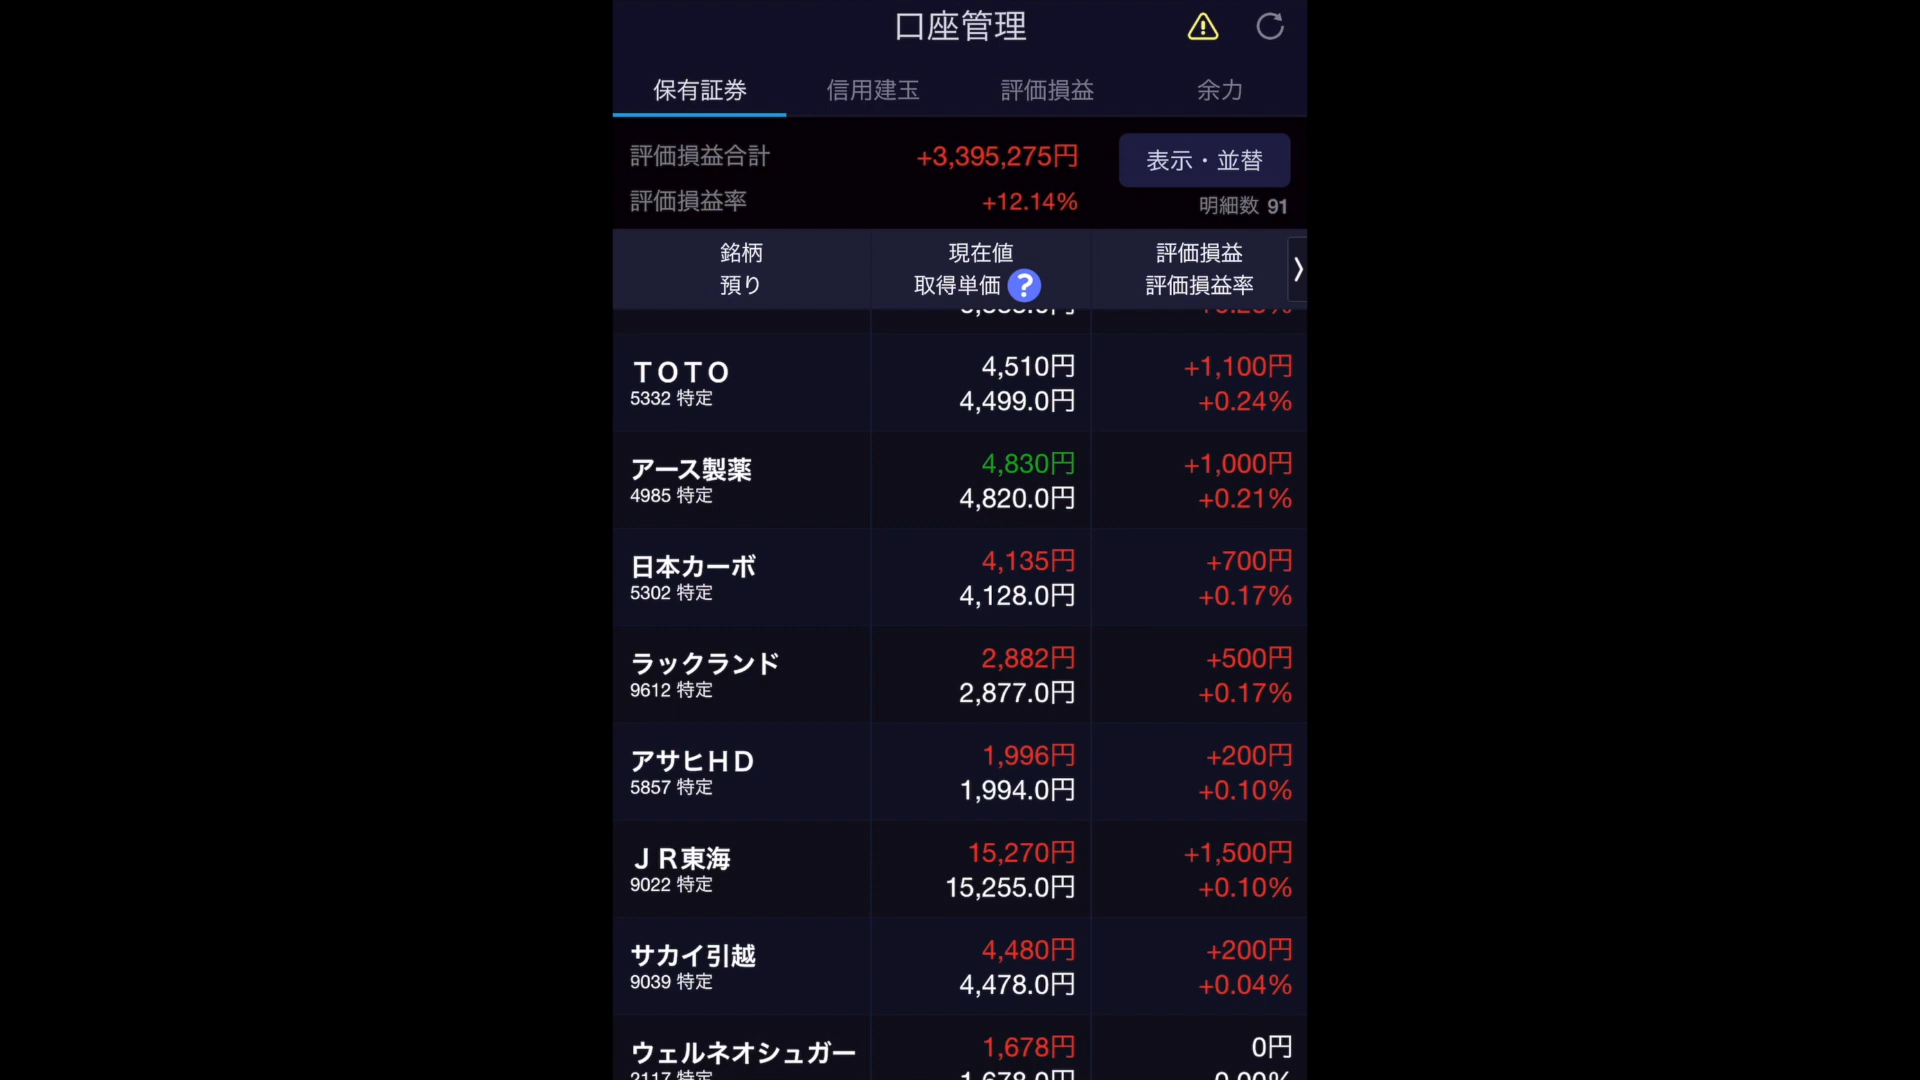 口座管理
保有証券 信用建玉 評価損益 余力
評価損益合計 +3,395,275円 表示・並替
評価損益率 +12.14% 明細数 91
銘柄 現在値 評価損益
預り 取得単価 ? 評価損益率
ＴＯＴＯ 4,510円 +1,100円
5332 特定 4,499.0円 +0.24%
アース製薬 4,830円 +1,000円
4985 特定 4,820.0円 +0.21%
日本カーボ 4,135円 +700円
5302 特定 4,128.0円 +0.17%
ラックランド 2,882円 +500円
9612 特定 2,877.0円 +0.17%
アサヒＨＤ 1,996円 +200円
5857 特定 1,994.0円 +0.10%
ＪＲ東海 15,270円 +1,500円
9022 特定 15,255.0円 +0.10%
サカイ引越 4,480円 +200円
9039 特定 4,478.0円 +0.04%
ウェルネオシュガー 1,678円 0円
2117 特定 1,678.0円 0.00%